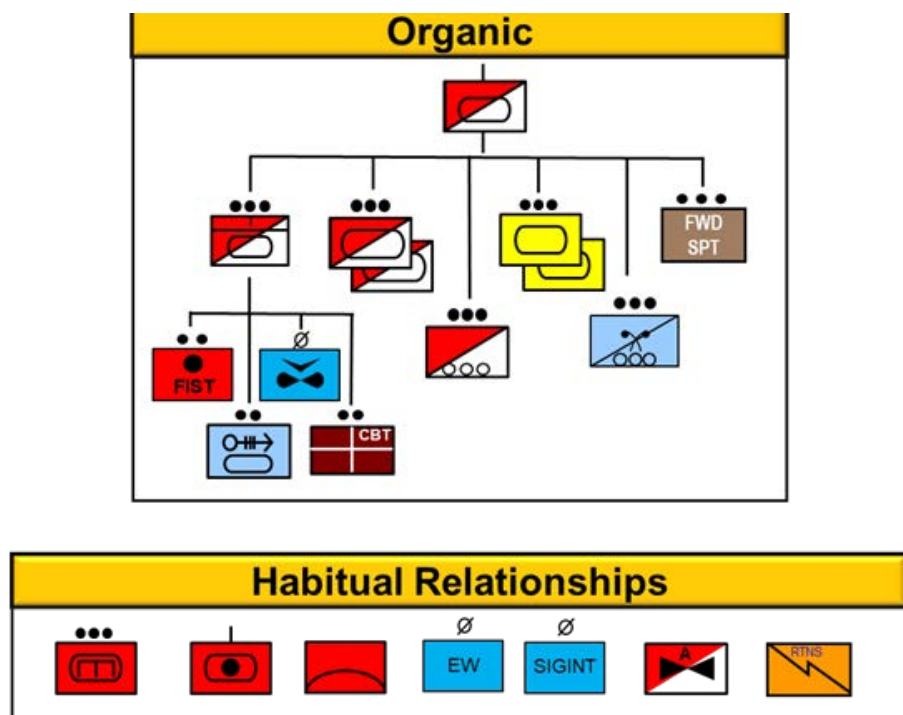 Organic
FWD
SPT
FIST
CBT
Habitual Relationships
EW
SIGINT
A
RTNS